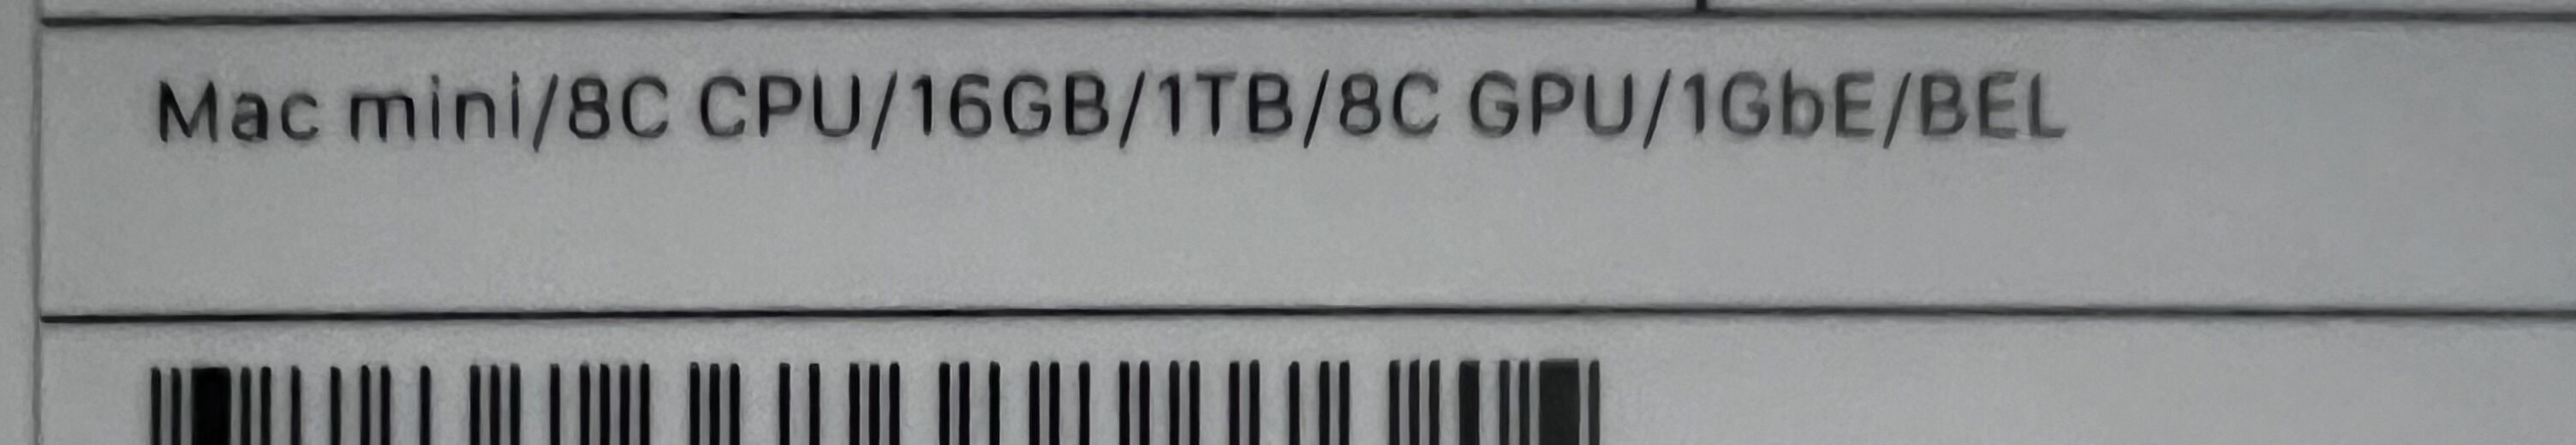 Mac mini/8C CPU/16GB/1TB/8C GPU/1GbE/BEL